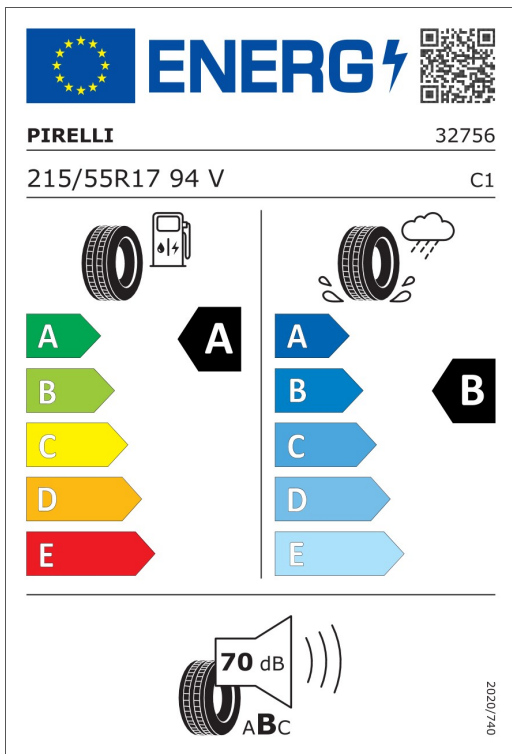 ENERG
PIRELLI 32756
215/55R17 94 V C1
A A
B
C
D
E
A
B B
C
D
E
70 dB
ABC
2020/740